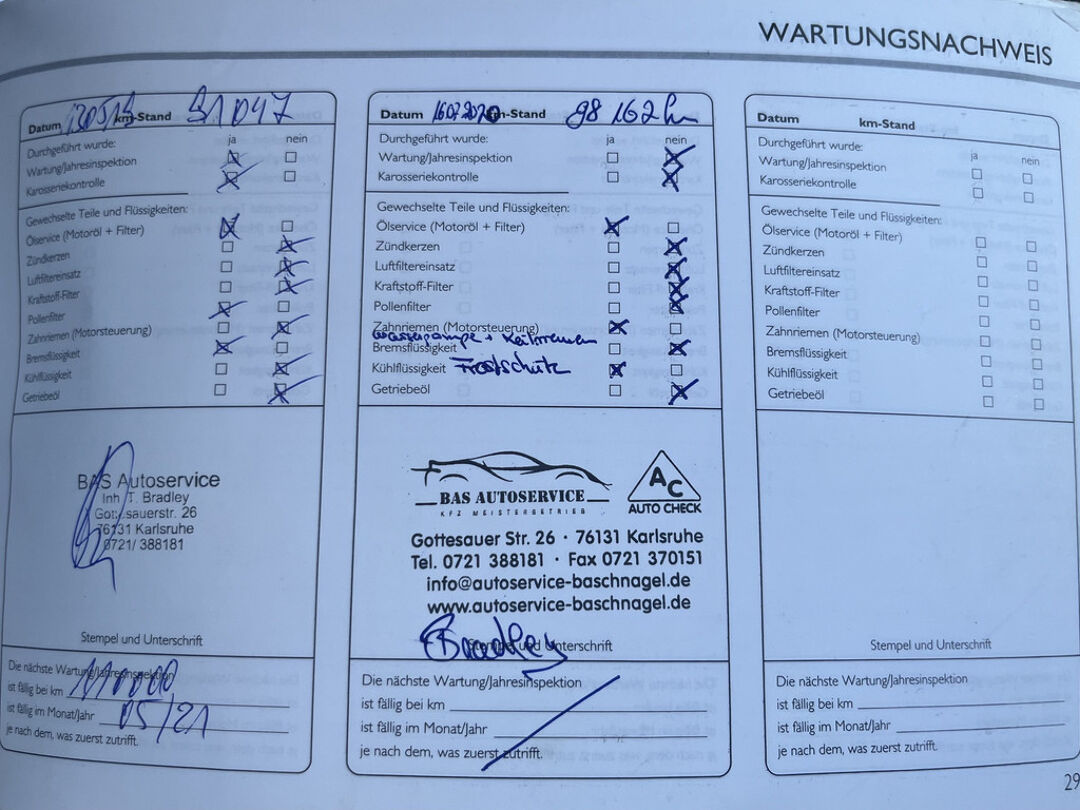 WARTUNGSNACHWEIS
Datum 130519 km-Stand 91047
Durchgeführt wurde: ja nein
Wartung/Jahresinspektion
Karosseriekontrolle
Gewechselte Teile und Flüssigkeiten:
Ölservice (Motoröl + Filter)
Zündkerzen
Luftfiltereinsatz
Kraftstoff-Filter
Pollenfilter
Zahnriemen (Motorsteuerung)
Bremsflüssigkeit
Kühlflüssigkeit
Getriebeöl
BAS Autoservice
Inh. T. Bradley
Gottesauerstr. 26
76131 Karlsruhe
0721/ 388181
Stempel und Unterschrift
Die nächste Wartung/Jahresinspektion
ist fällig bei km
ist fällig im Monat/Jahr 05/21
je nach dem, was zuerst zutrifft.
Datum 16072020 km-Stand 98162 km
Durchgeführt wurde: ja nein
Wartung/Jahresinspektion
Karosseriekontrolle
Gewechselte Teile und Flüssigkeiten:
Ölservice (Motoröl + Filter)
Zündkerzen
Luftfiltereinsatz
Kraftstoff-Filter
Pollenfilter
Zahnriemen (Motorsteuerung)
Wasserpumpe + Keilriemen
Bremsflüssigkeit
Kühlflüssigkeit Frostschutz
Getriebeöl
BAS AUTOSERVICE
KFZ MEISTERBETRIEB
AC
AUTO CHECK
Gottesauer Str. 26 · 76131 Karlsruhe
Tel. 0721 388181 · Fax 0721 370151
info@autoservice-baschnagel.de
www.autoservice-baschnagel.de
Bradley
Stempel und Unterschrift
Die nächste Wartung/Jahresinspektion
ist fällig bei km
ist fällig im Monat/Jahr
je nach dem, was zuerst zutrifft.
Datum km-Stand
Durchgeführt wurde: ja nein
Wartung/Jahresinspektion
Karosseriekontrolle
Gewechselte Teile und Flüssigkeiten:
Ölservice (Motoröl + Filter)
Zündkerzen
Luftfiltereinsatz
Kraftstoff-Filter
Pollenfilter
Zahnriemen (Motorsteuerung)
Bremsflüssigkeit
Kühlflüssigkeit
Getriebeöl
Stempel und Unterschrift
Die nächste Wartung/Jahresinspektion
ist fällig bei km
ist fällig im Monat/Jahr
je nach dem, was zuerst zutrifft.
29